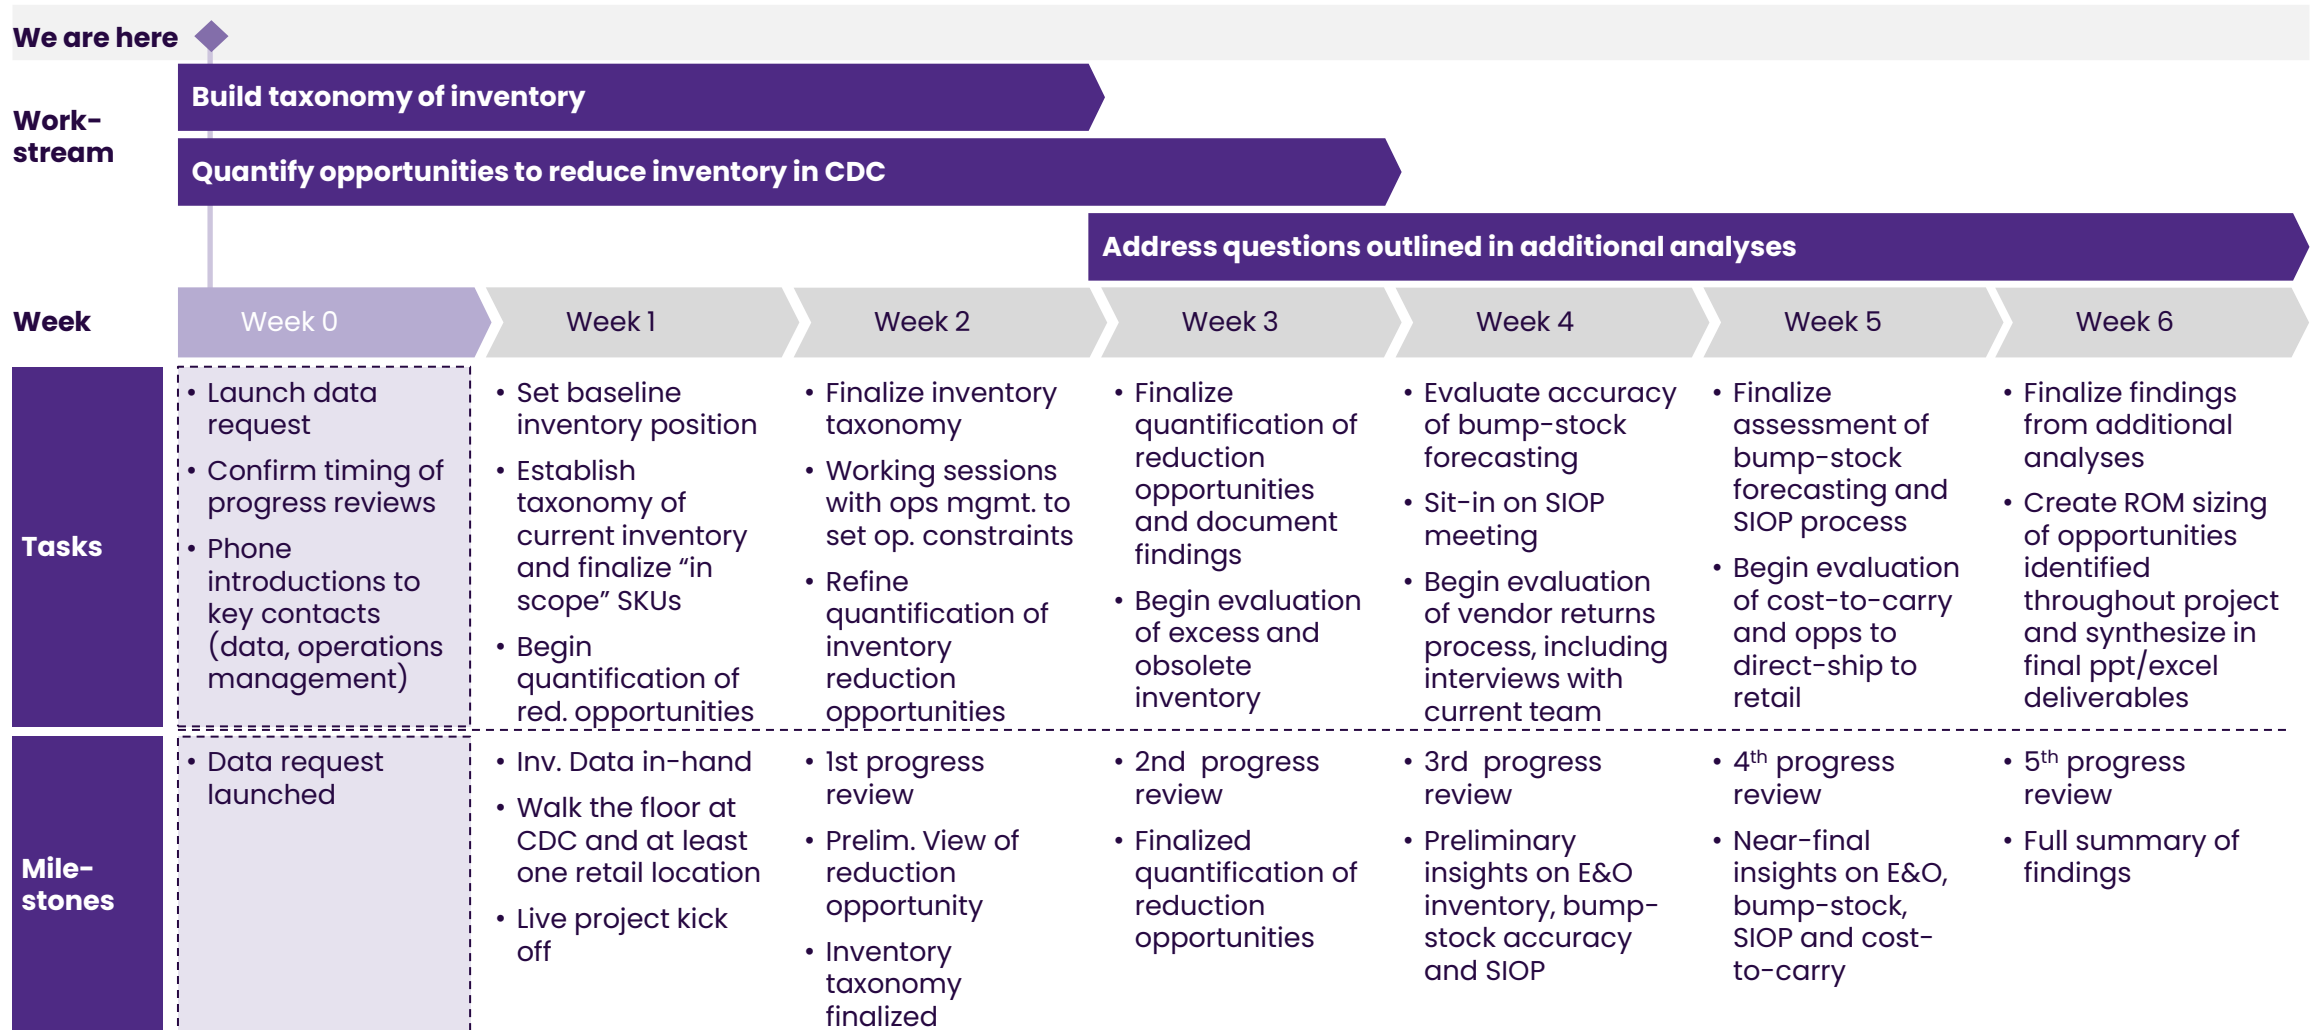 We are here
Work-
stream
Build taxonomy of inventory
Quantify opportunities to reduce inventory in CDC
Address questions outlined in additional analyses
Week
Week 0
Week 1
Week 2
Week 3
Week 4
Week 5
Week 6
Tasks
• Launch data
request
• Confirm timing of
progress reviews
• Phone
introductions to
key contacts
(data, operations
management)
• Set baseline
inventory position
• Establish
taxonomy of
current inventory
and finalize “in
scope” SKUs
• Begin
quantification of
red. opportunities
• Finalize inventory
taxonomy
• Working sessions
with ops mgmt. to
set op. constraints
• Refine
quantification of
inventory
reduction
opportunities
• Finalize
quantification of
reduction
opportunities
and document
findings
• Begin evaluation
of excess and
obsolete
inventory
• Evaluate accuracy
of bump-stock
forecasting
• Sit-in on SIOP
meeting
• Begin evaluation
of vendor returns
process, including
interviews with
current team
• Finalize
assessment of
bump-stock
forecasting and
SIOP process
• Begin evaluation
of cost-to-carry
and opps to
direct-ship to
retail
• Finalize findings
from additional
analyses
• Create ROM sizing
of opportunities
identified
throughout project
and synthesize in
final ppt/excel
deliverables
Mile-
stones
• Data request
launched
• Inv. Data in-hand
• Walk the floor at
CDC and at least
one retail location
• Live project kick
off
• 1st progress
review
• Prelim. View of
reduction
opportunity
• Inventory
taxonomy
finalized
• 2nd progress
review
• Finalized
quantification of
reduction
opportunities
• 3rd progress
review
• Preliminary
insights on E&O
inventory, bump-
stock accuracy
and SIOP
• 4th progress
review
• Near-final
insights on E&O,
bump-stock,
SIOP and cost-
to-carry
• 5th progress
review
• Full summary of
findings